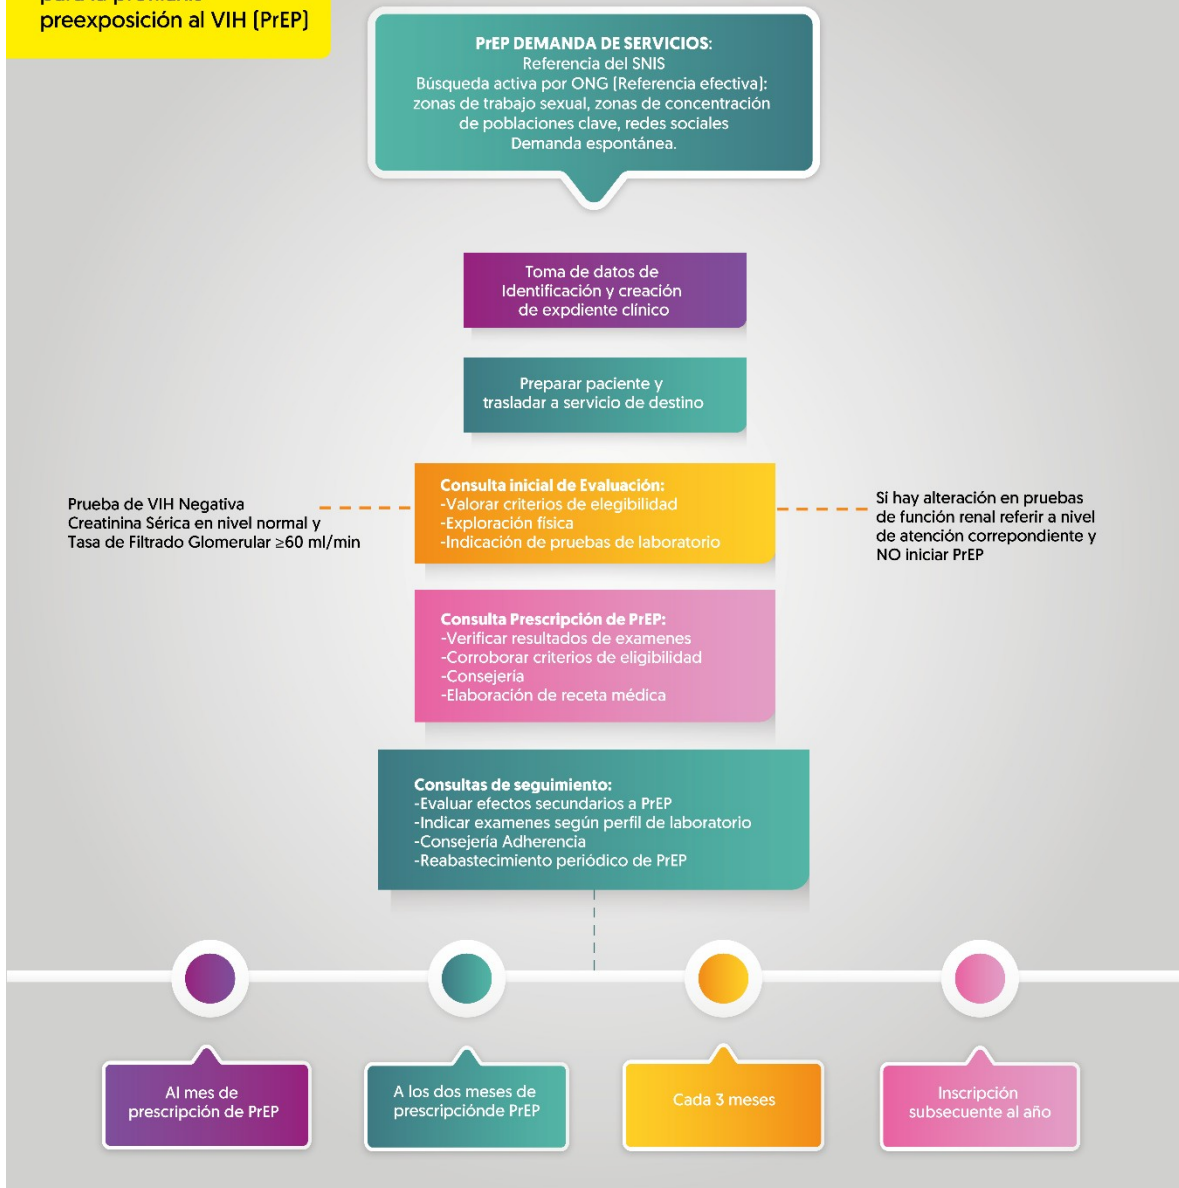 preexposición al VIH (PrEP)
PrEP DEMANDA DE SERVICIOS:
Referencia del SNIS
Búsqueda activa por ONG (Referencia efectiva):
zonas de trabajo sexual, zonas de concentración
de poblaciones clave, redes sociales
Demanda espontánea.
Toma de datos de
Identificación y creación
de expdiente clínico
Preparar paciente y
trasladar a servicio de destino
Prueba de VIH Negativa
Creatinina Sérica en nivel normal y
Tasa de Filtrado Glomerular ≥60 ml/min
Consulta inicial de Evaluación:
-Valorar criterios de elegibilidad
-Exploración física
-Indicación de pruebas de laboratorio
Si hay alteración en pruebas
de función renal referir a nivel
de atención correpondiente y
NO iniciar PrEP
Consulta Prescripción de PrEP:
-Verificar resultados de examenes
-Corroborar criterios de eligibilidad
-Consejería
-Elaboración de receta médica
Consultas de seguimiento:
-Evaluar efectos secundarios a PrEP
-Indicar examenes según perfil de laboratorio
-Consejería Adherencia
-Reabastecimiento periódico de PrEP
Al mes de
prescripción de PrEP
A los dos meses de
prescripciónde PrEP
Cada 3 meses
Inscripción
subsecuente al año